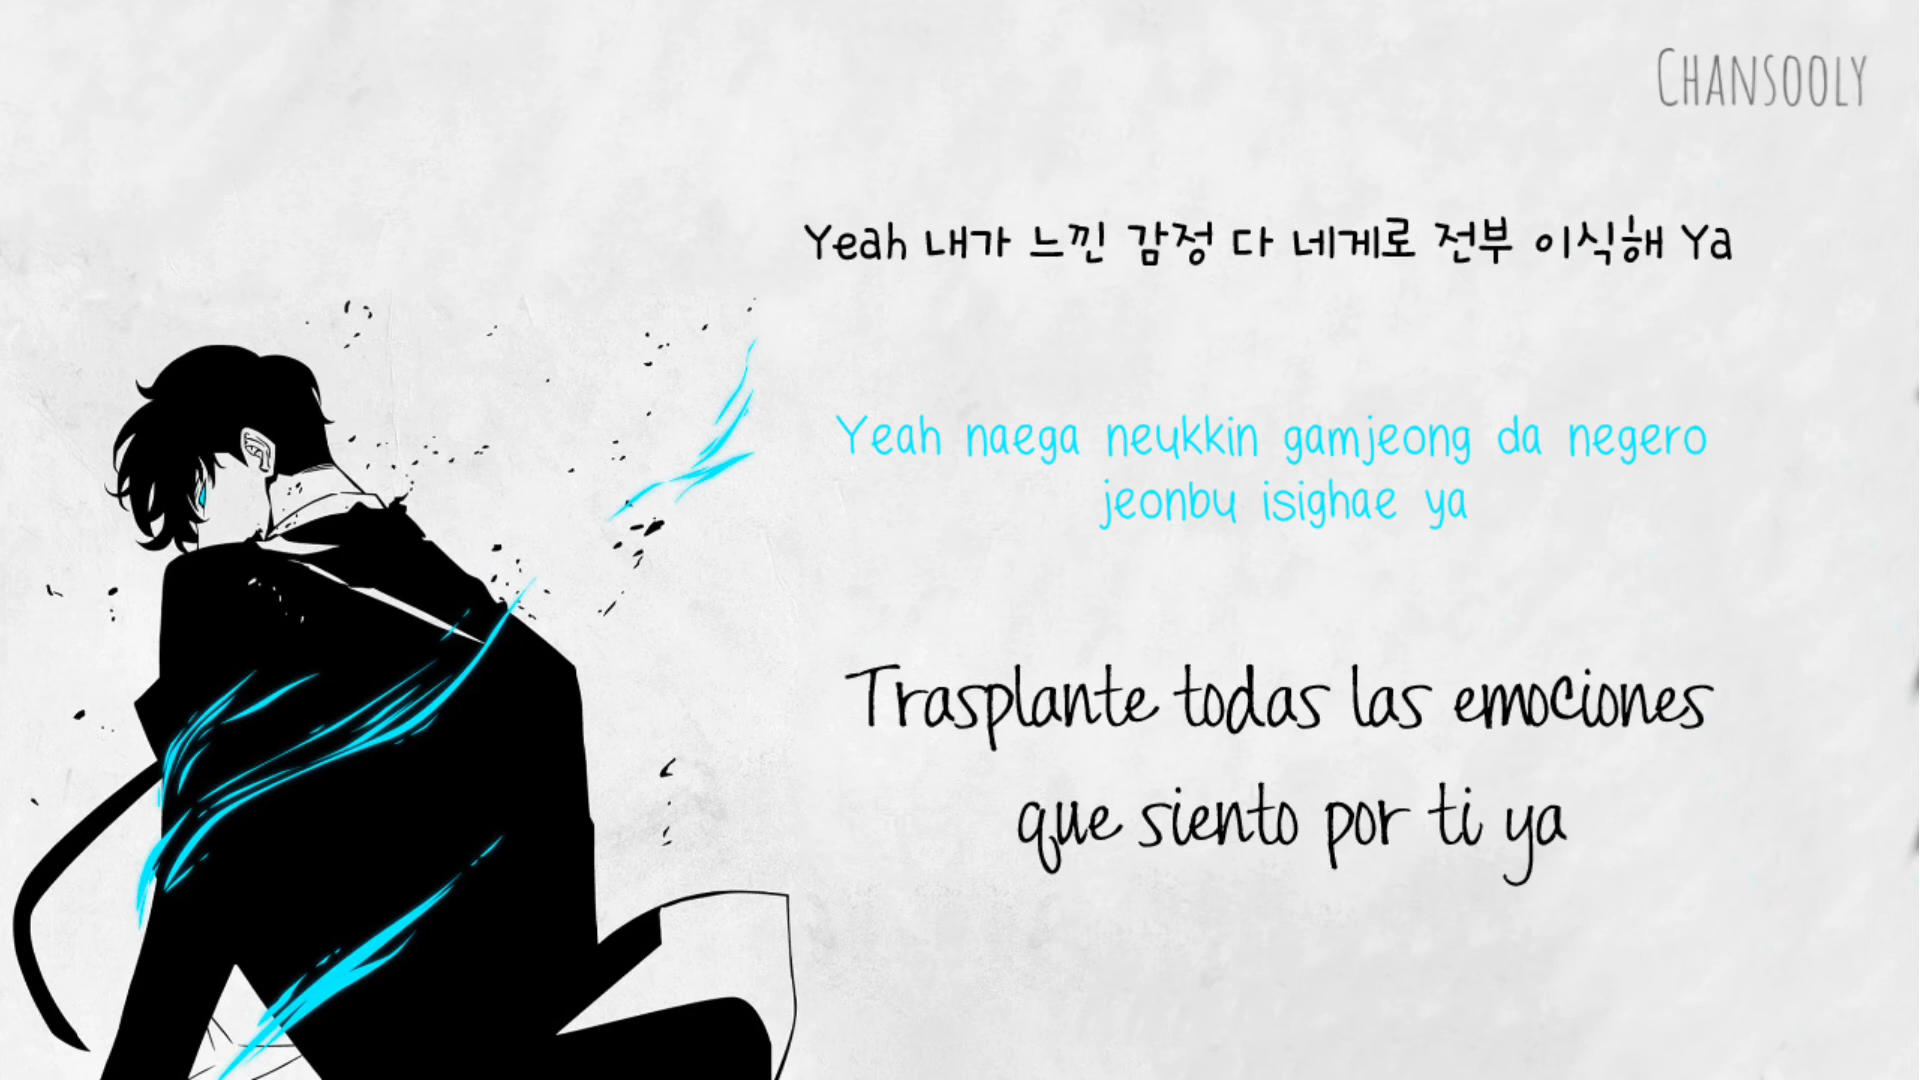 CHANSOOLY
Yeah 내가 느낀 감정 다 네게로 전부 이식해 Ya
Yeah naega neukkin gamjeong da negero
jeonbu isighae ya
Trasplante todas las emociones
que siento por ti ya